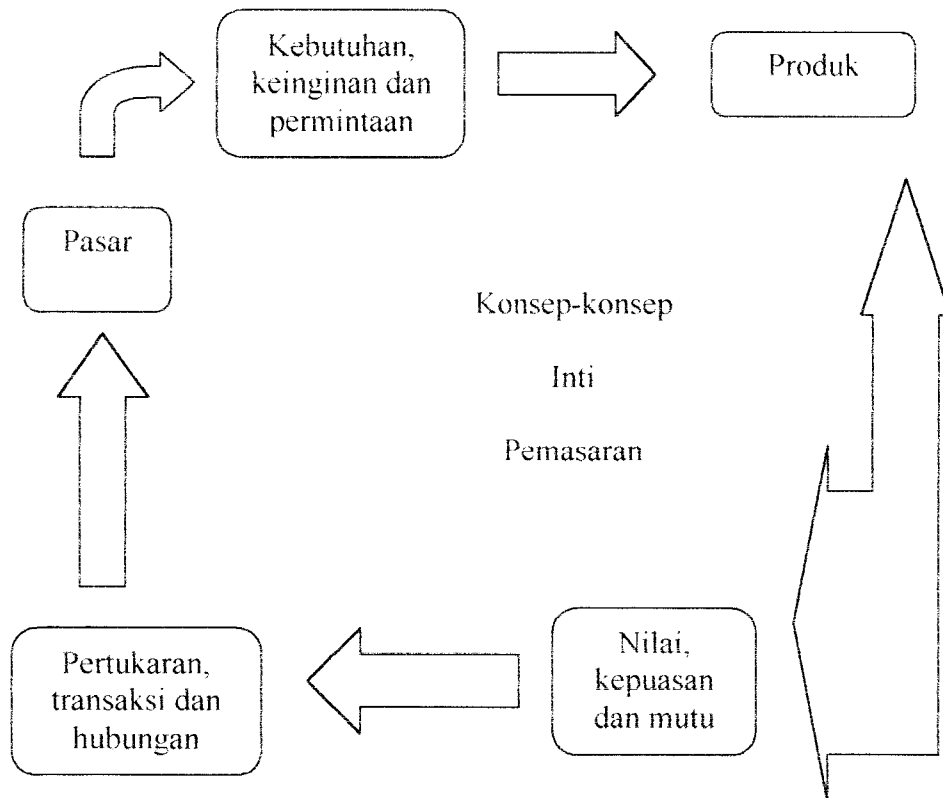 Kebutuhan,
keinginan dan
permintaan
Produk
Pasar
Konsep-konsep
Inti
Pemasaran
Nilai,
kepuasan
dan mutu
Pertukaran,
transaksi dan
hubungan